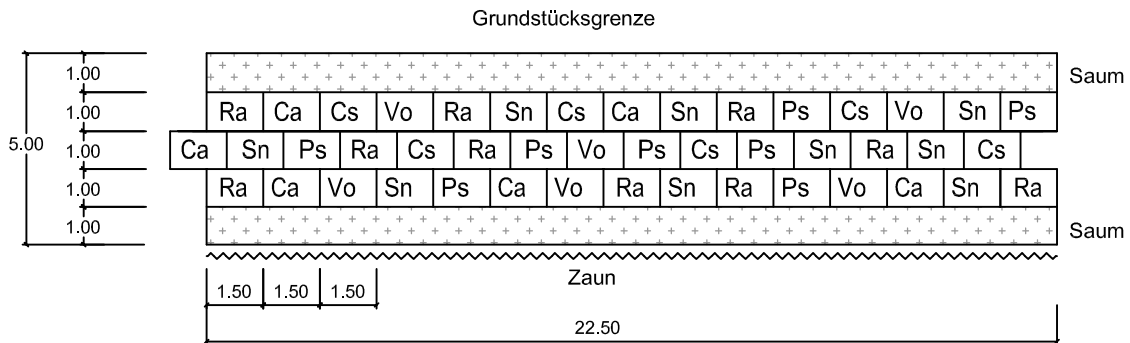 Grundstücksgrenze
1.00 Saum
1.00 Ra Ca Cs Vo Ra Sn Cs Ca Sn Ra Ps Cs Vo Sn Ps
5.00 1.00 Ca Sn Ps Ra Cs Ra Ps Vo Ps Cs Ps Sn Ra Sn Cs
1.00 Ra Ca Vo Sn Ps Ca Vo Ra Sn Ra Ps Vo Ca Sn Ra
1.00 Saum
Zaun
1.50 1.50 1.50
22.50